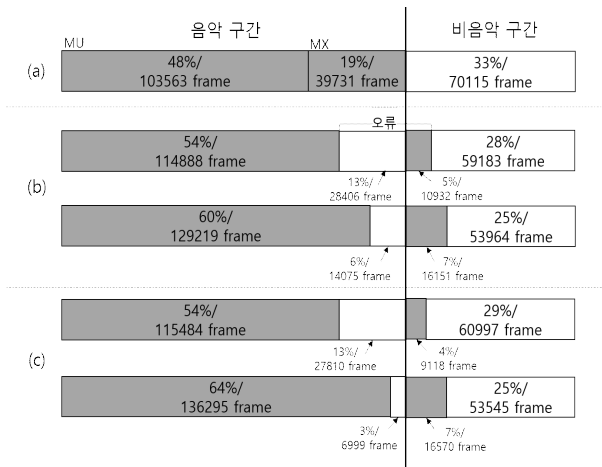 음악 구간 비음악 구간
MU MX
(a)
48%/ 19%/ 33%/
103563 frame 39731 frame 70115 frame
오류
(b)
54%/ 28%/
114888 frame 59183 frame
13%/ 5%/
28406 frame 10932 frame
60%/ 25%/
129219 frame 53964 frame
6%/ 7%/
14075 frame 16151 frame
(c)
54%/ 29%/
115484 frame 60997 frame
13%/ 4%/
27810 frame 9118 frame
64%/ 25%/
136295 frame 53545 frame
3%/ 7%/
6999 frame 16570 frame